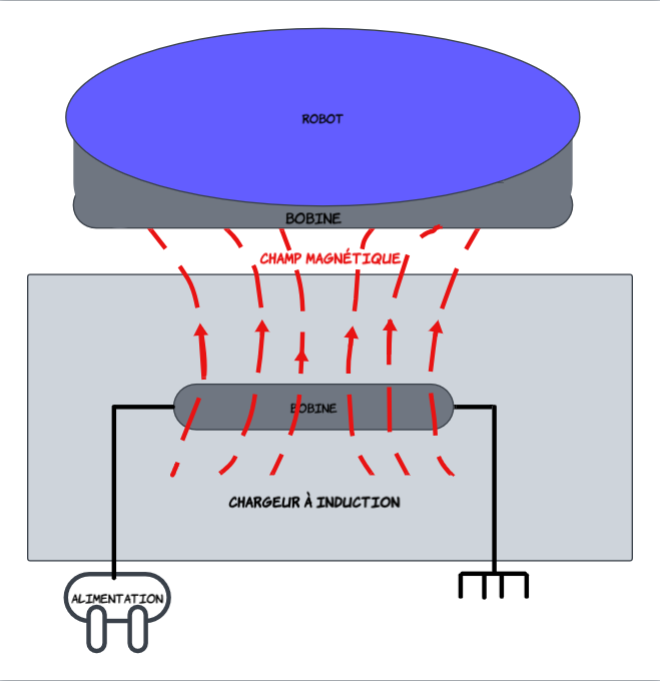 ROBOT
BOBINE
CHAMP MAGNÉTIQUE
BOBINE
CHARGEUR À INDUCTION
ALIMENTATION